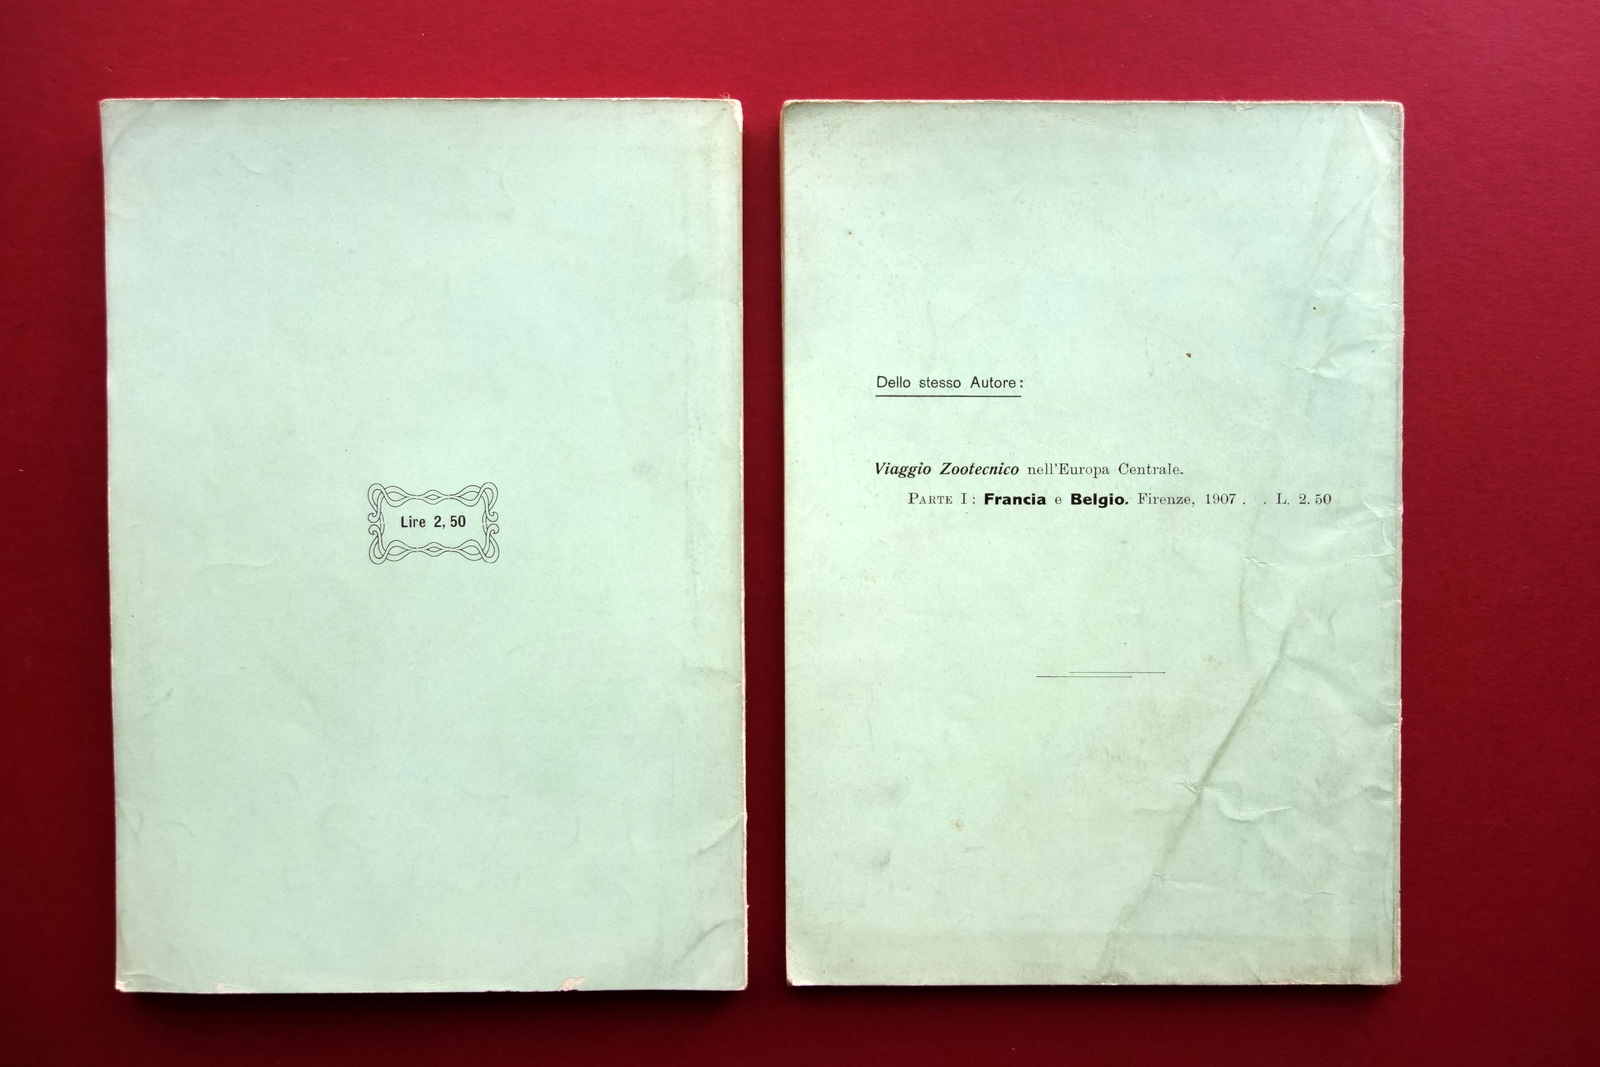 Lire 2,50
Dello stesso Autore:
Viaggio Zootecnico nell'Europa Centrale.
PARTE I: Francia e Belgio. Firenze, 1907 . . L. 2.50